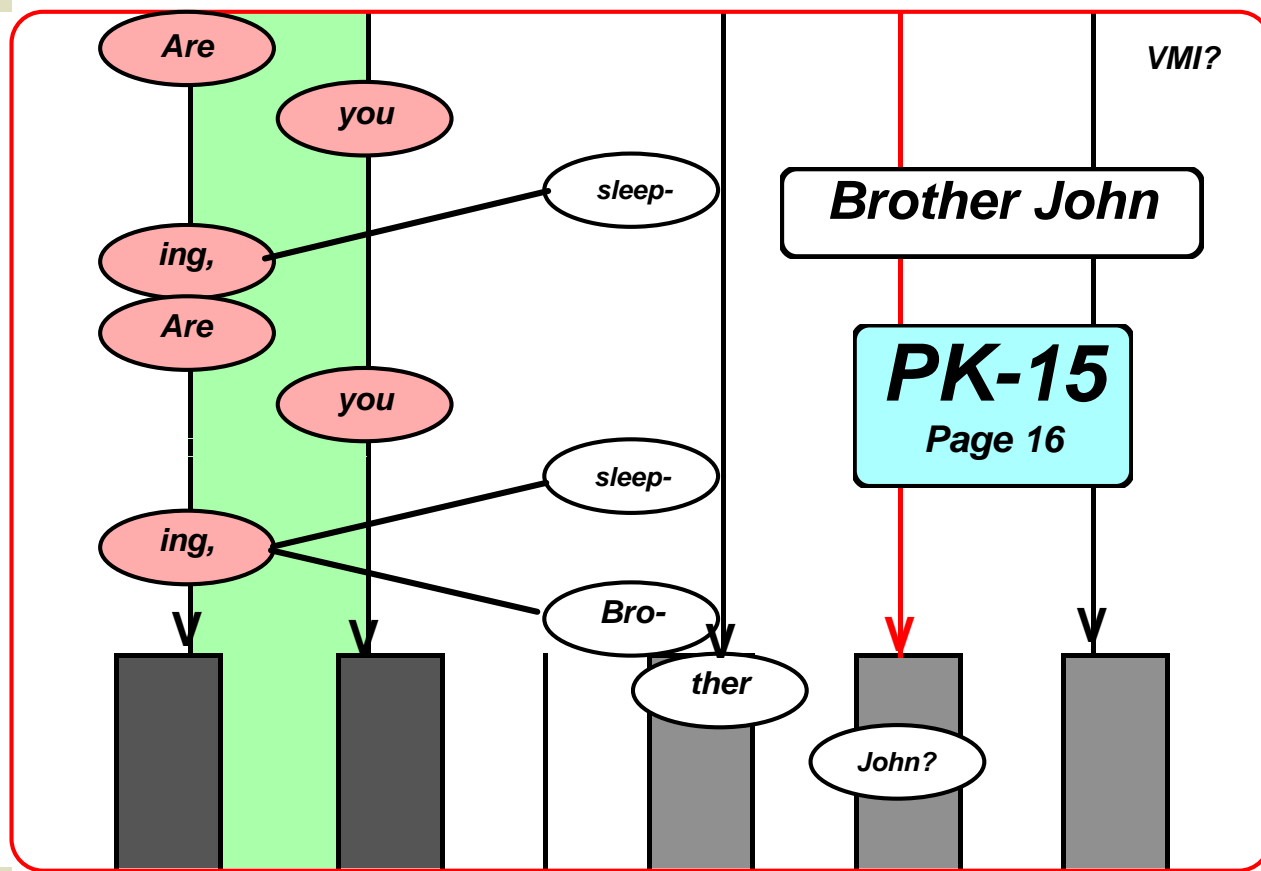 Are
VMI?
you
sleep-
Brother John
ing,
Are
PK-15
you
Page 16
sleep-
ing,
Bro-
ther
John?